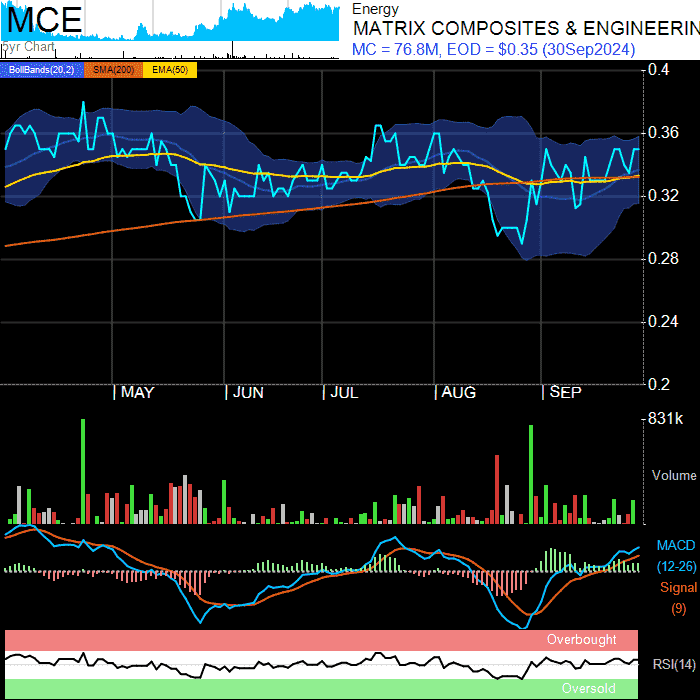 MCE
5yr Chart
Energy
MATRIX COMPOSITES & ENGINEERIN
MC = 76.8M, EOD = $0.35 (30Sep2024)
BollBands(20,2) SMA(200) EMA(50)
0.4
0.36
0.32
0.28
0.24
0.2
MAY JUN JUL AUG SEP
831k
Volume
MACD
(12-26)
Signal
(9)
Overbought
RSI(14)
Oversold